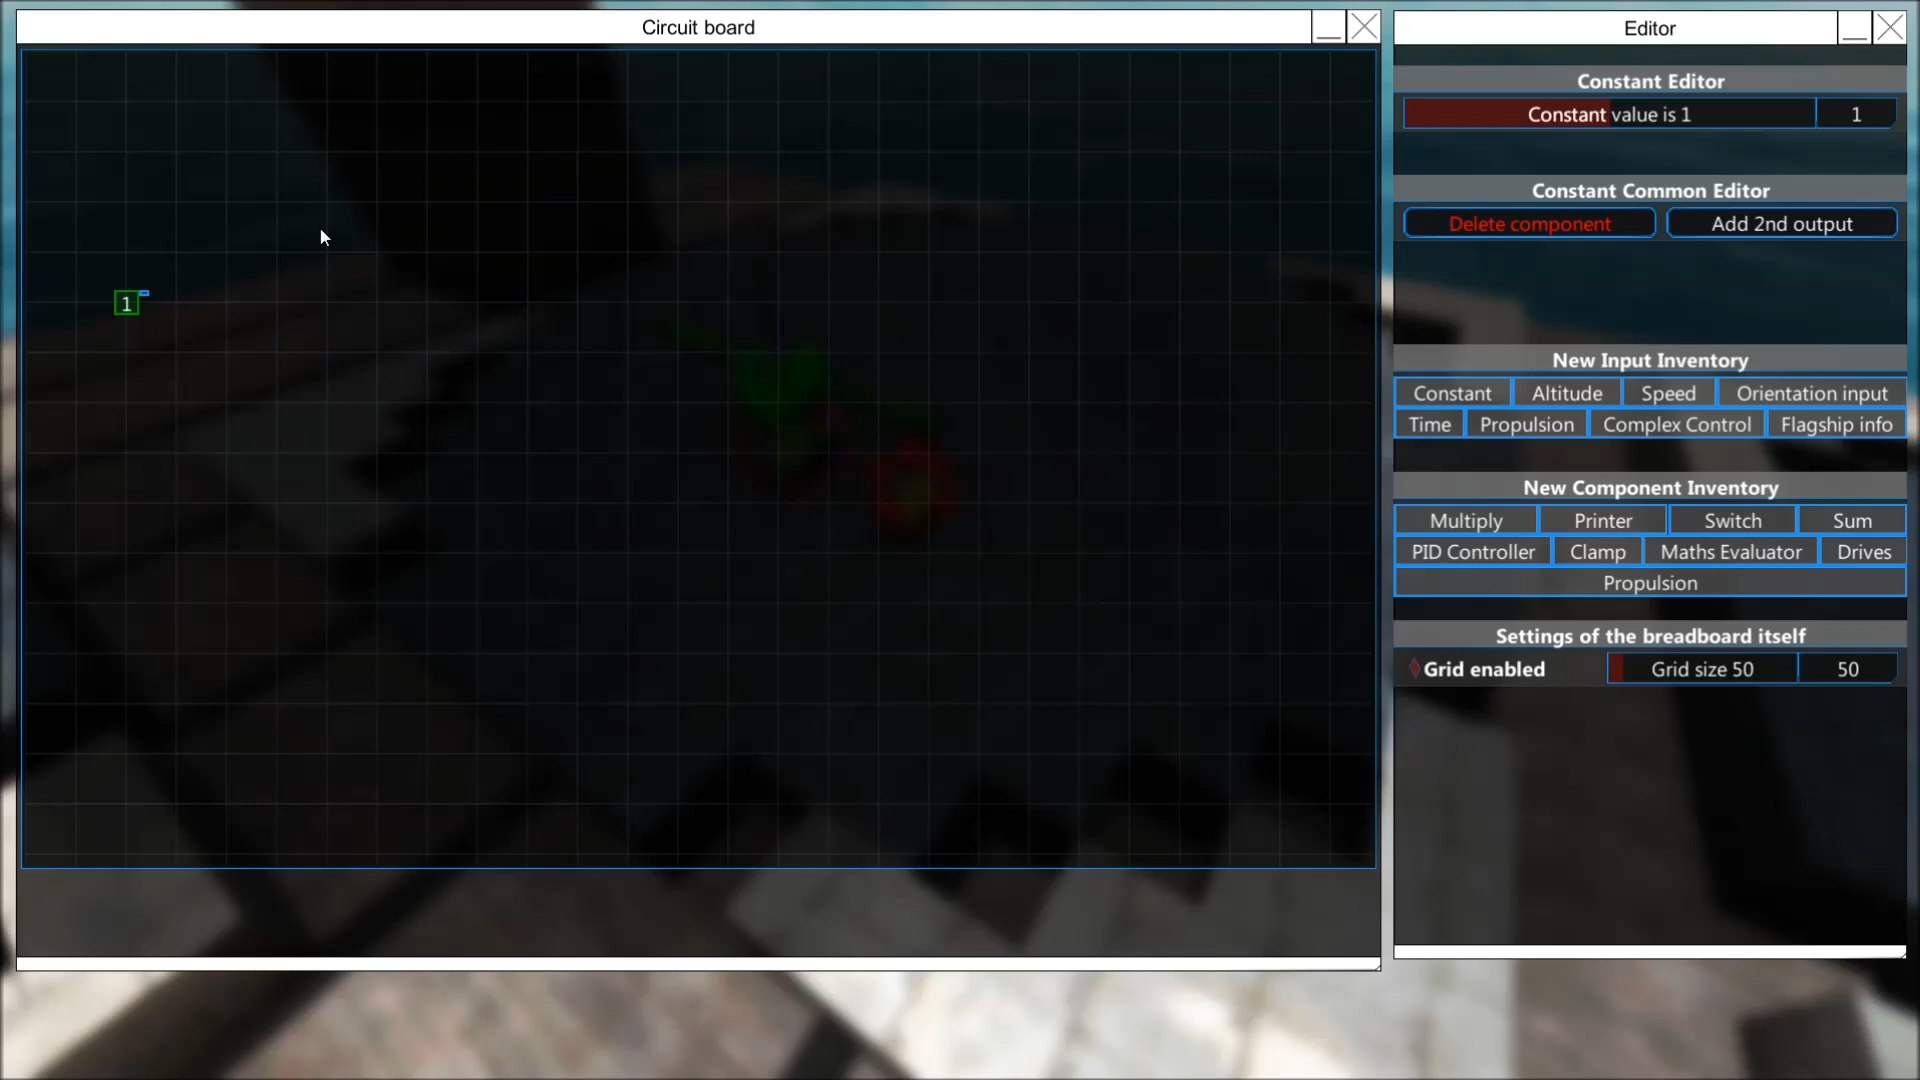 Circuit board
Editor
Constant Editor
Constant value is 1 1
Constant Common Editor
Delete component Add 2nd output
1
New Input Inventory
Constant Altitude Speed Orientation input
Time Propulsion Complex Control Flagship info
New Component Inventory
Multiply Printer Switch Sum
PID Controller Clamp Maths Evaluator Drives
Propulsion
Settings of the breadboard itself
Grid enabled Grid size 50 50